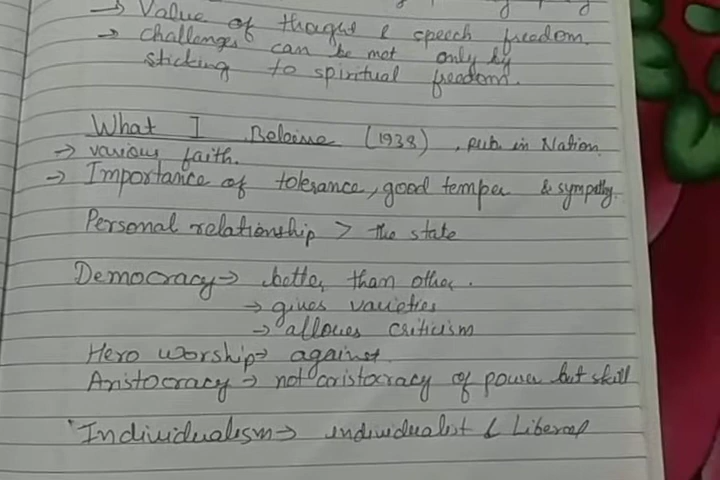 → Value of thought & speech freedom.
→ challenges can be met only by
sticking to spiritual freedom.
What I Beleive (1938), pub. in Nation
→ various faith.
→ Importance of tolerance, good temper & sympathy.
Personal relationship > the state
Democracy → better than other.
→ gives varieties
→ allows criticism
Hero worship → against.
Aristocracy → not aristocracy of power but skill
Individualism → individualist & Liberal